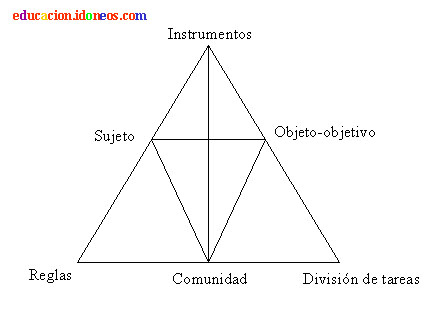 educacion.idoneos.com
Instrumentos
Sujeto
Objeto-objetivo
Reglas
Comunidad
División de tareas